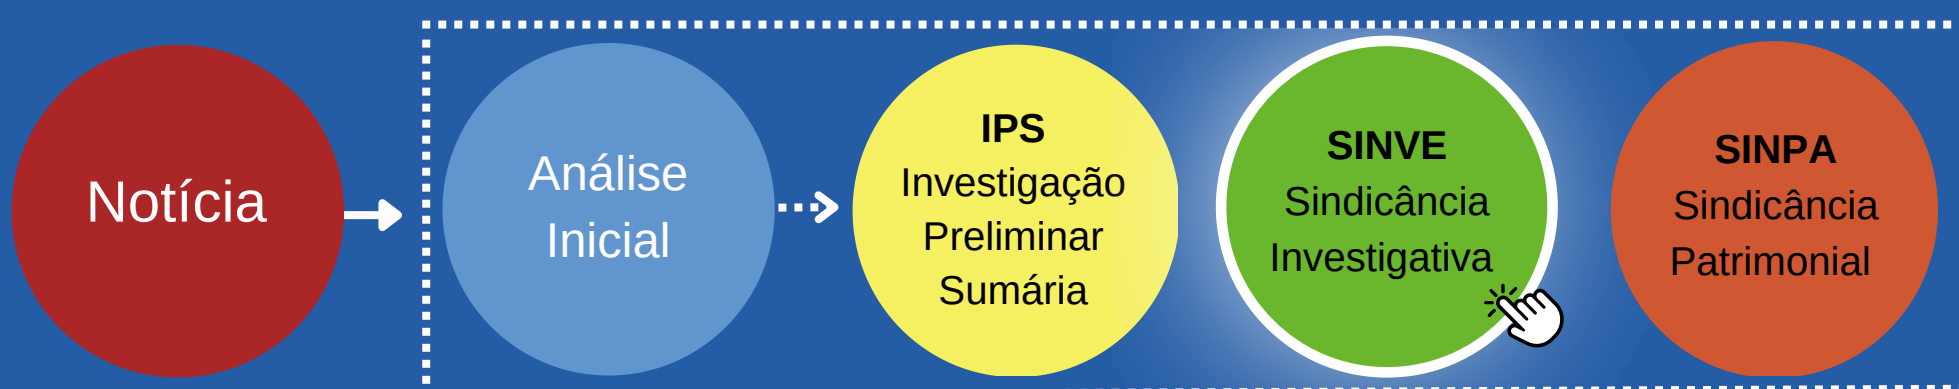 Notícia
Análise
Inicial
IPS
Investigação
Preliminar
Sumária
SINVE
Sindicância
Investigativa
SINPA
Sindicância
Patrimonial